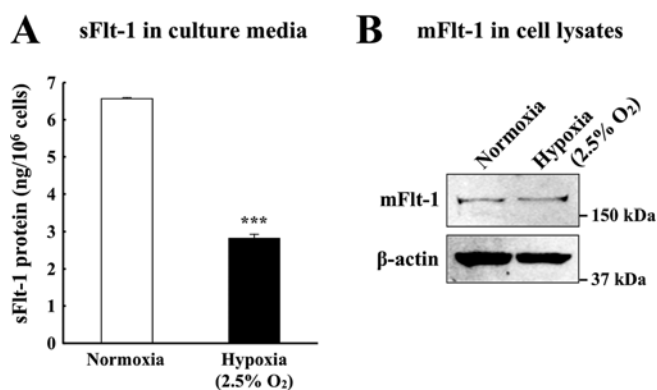 A sFlt-1 in culture media
sFlt-1 protein (ng/10⁶ cells)
7
6
5
4
3
2
1
0
***
Normoxia
Hypoxia
(2.5% O₂)
B mFlt-1 in cell lysates
Normoxia
Hypoxia
(2.5% O₂)
mFlt-1
150 kDa
β-actin
37 kDa